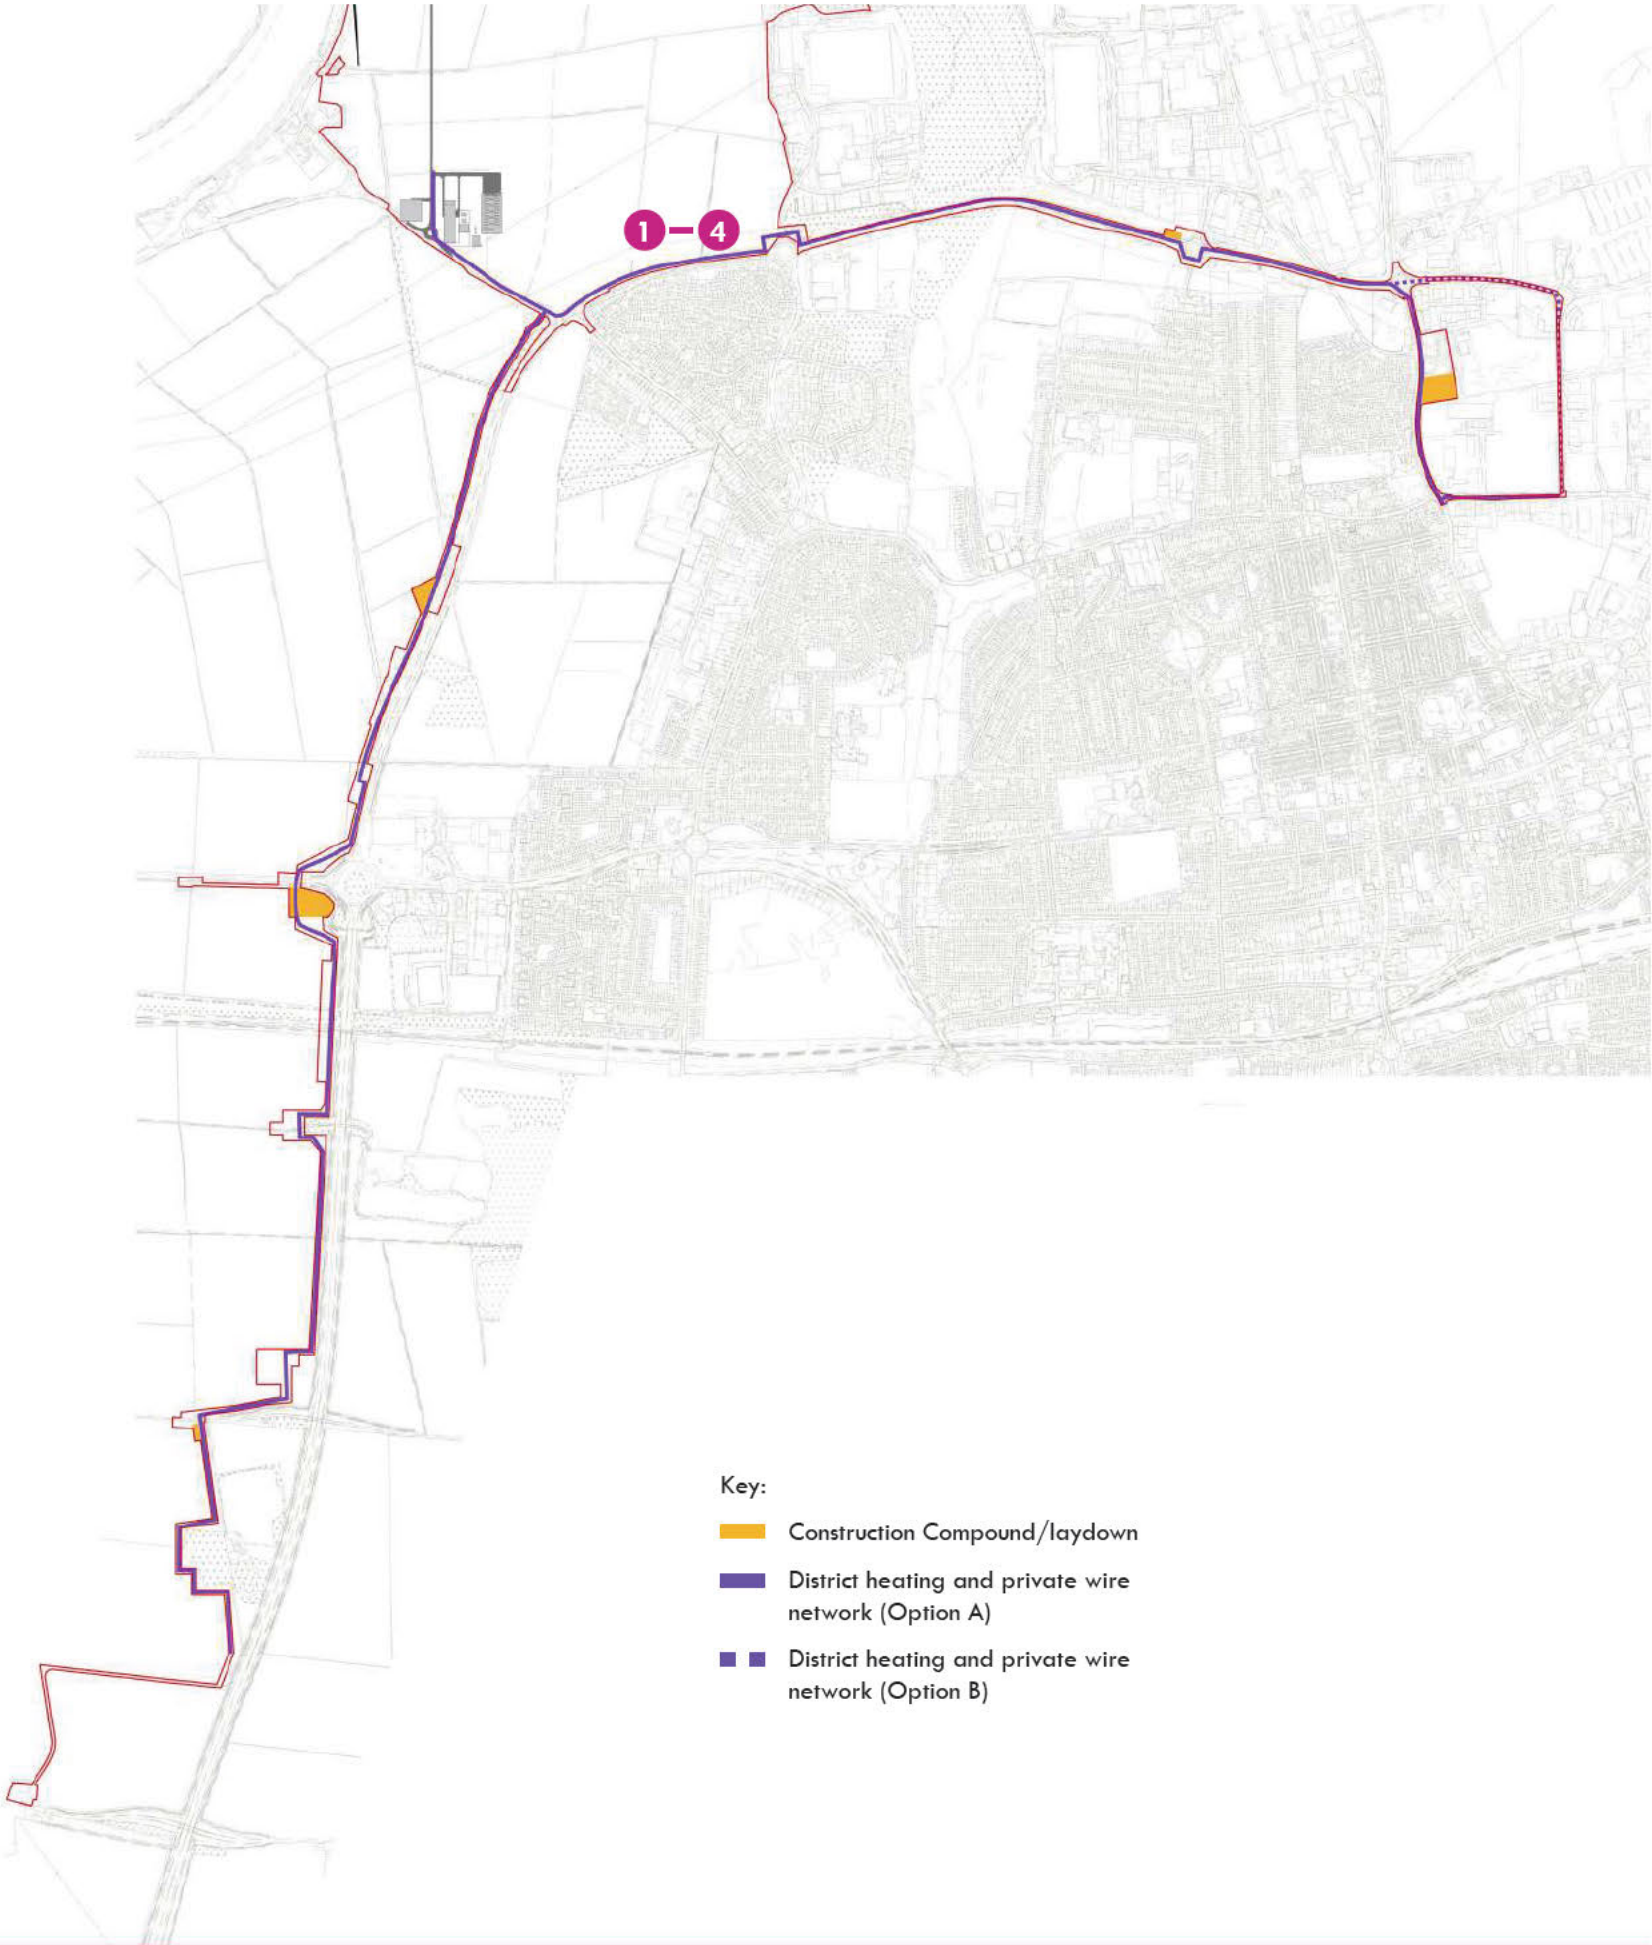 1 – 4
Key:
Construction Compound/laydown
District heating and private wire
network (Option A)
District heating and private wire
network (Option B)